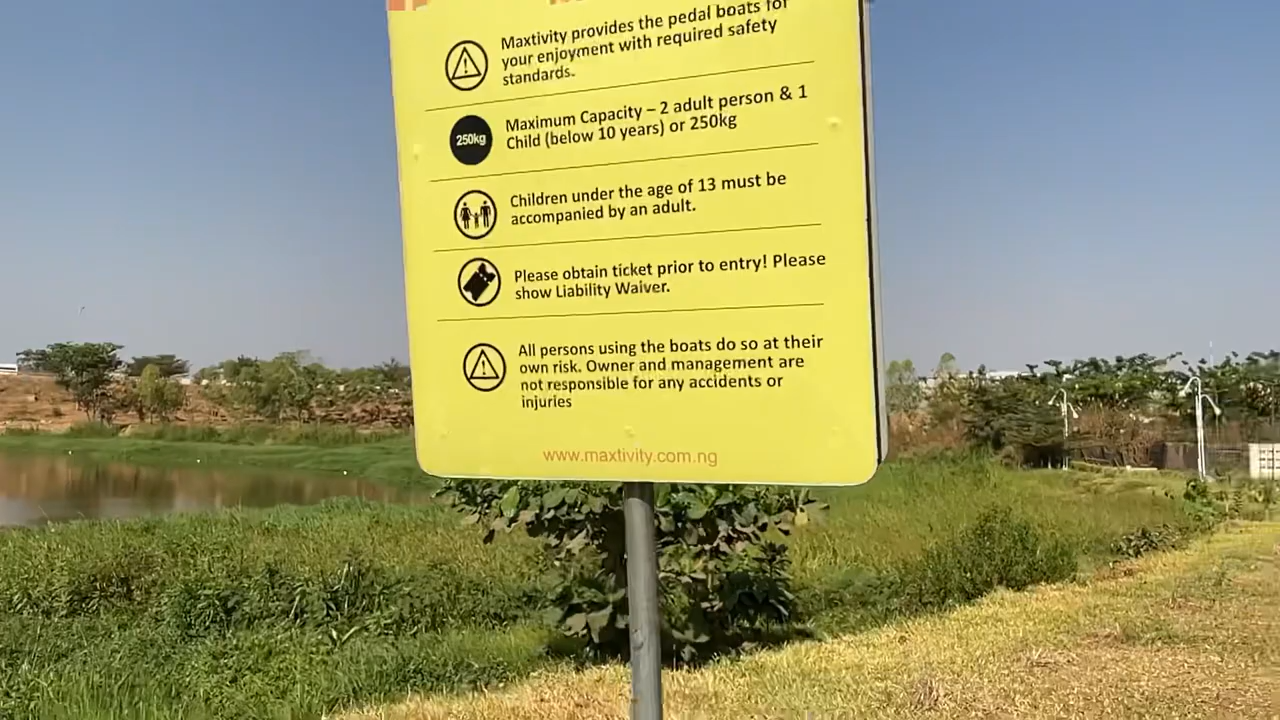 Maxtivity provides the pedal boats for
your enjoyment with required safety
standards.
250kg
Maximum Capacity – 2 adult person & 1
Child (below 10 years) or 250kg
Children under the age of 13 must be
accompanied by an adult.
Please obtain ticket prior to entry! Please
show Liability Waiver.
All persons using the boats do so at their
own risk. Owner and management are
not responsible for any accidents or
injuries
www.maxtivity.com.ng